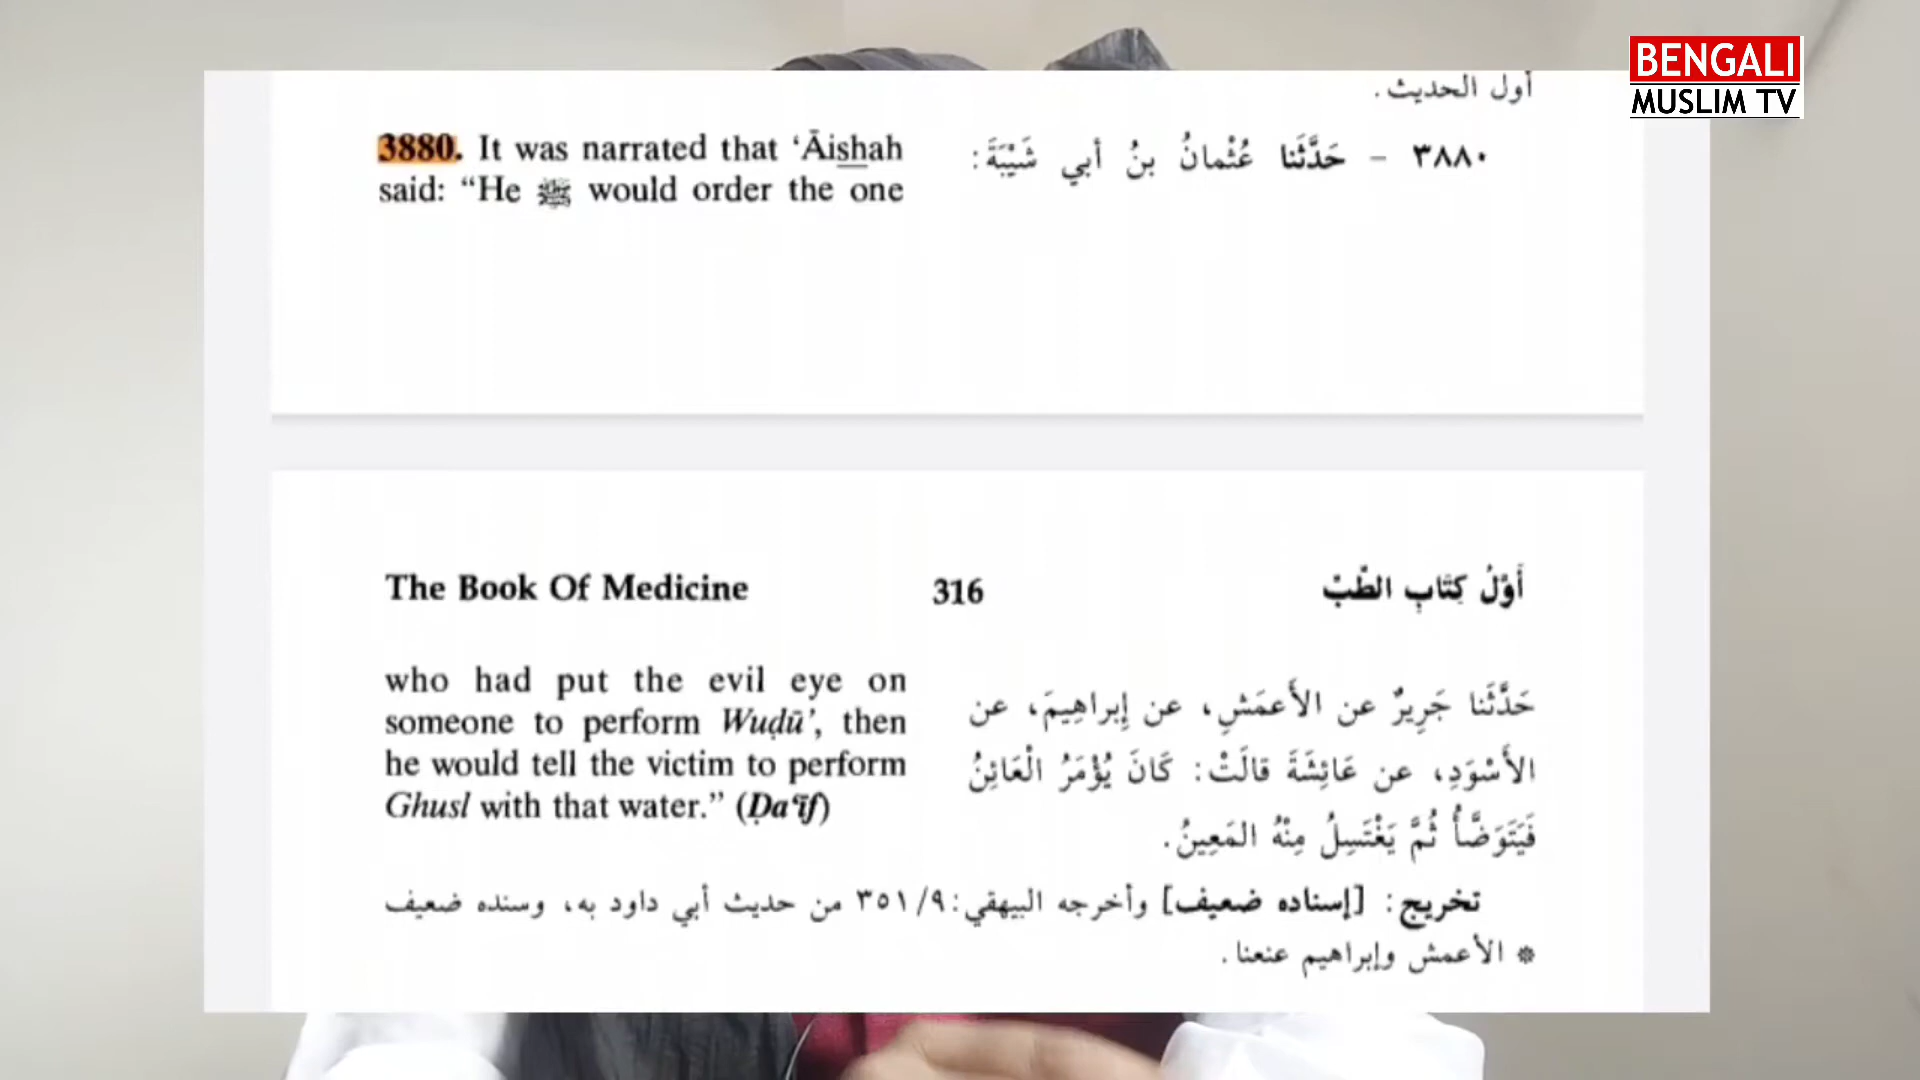 BENGALI
MUSLIM TV
أول الحديث.
3880. It was narrated that ‘Āishah
said: “He ﷺ would order the one
٣٨٨٠ – حَدَّثَنا عُثْمانُ بنُ أبي شَيْبَةَ:
The Book Of Medicine
316
أَوَّلُ كِتَابِ الطِّبِّ
who had put the evil eye on
someone to perform Wuḍū’, then
he would tell the victim to perform
Ghusl with that water.” (Ḍa‘īf)
حَدَّثَنا جَرِيرٌ عن الأَعمَشِ، عن إِبراهِيمَ، عن
الأَسْوَدِ، عن عَائِشَةَ قالَتْ: كَانَ يُؤْمَرُ الْعَائِنُ
فَيَتَوَضَّأُ ثُمَّ يَغْتَسِلُ مِنْهُ المَعِينُ.
تخريج: [إسناده ضعيف] وأخرجه البيهقي: ٩/ ٣٥١ من حديث أبي داود به، وسنده ضعيف
* الأعمش وإبراهيم عنعنا.